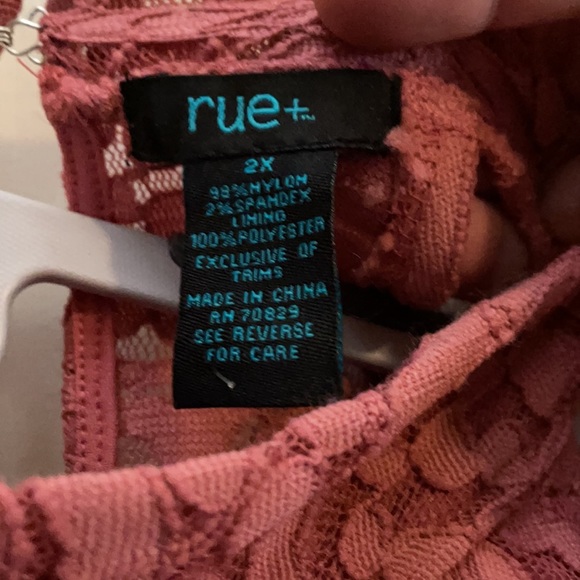 rue+™
2X
98%NYLON
2%SPANDEX
LINING
100%POLYESTER
EXCLUSIVE OF
TRIMS
MADE IN CHINA
RN 70829
SEE REVERSE
FOR CARE